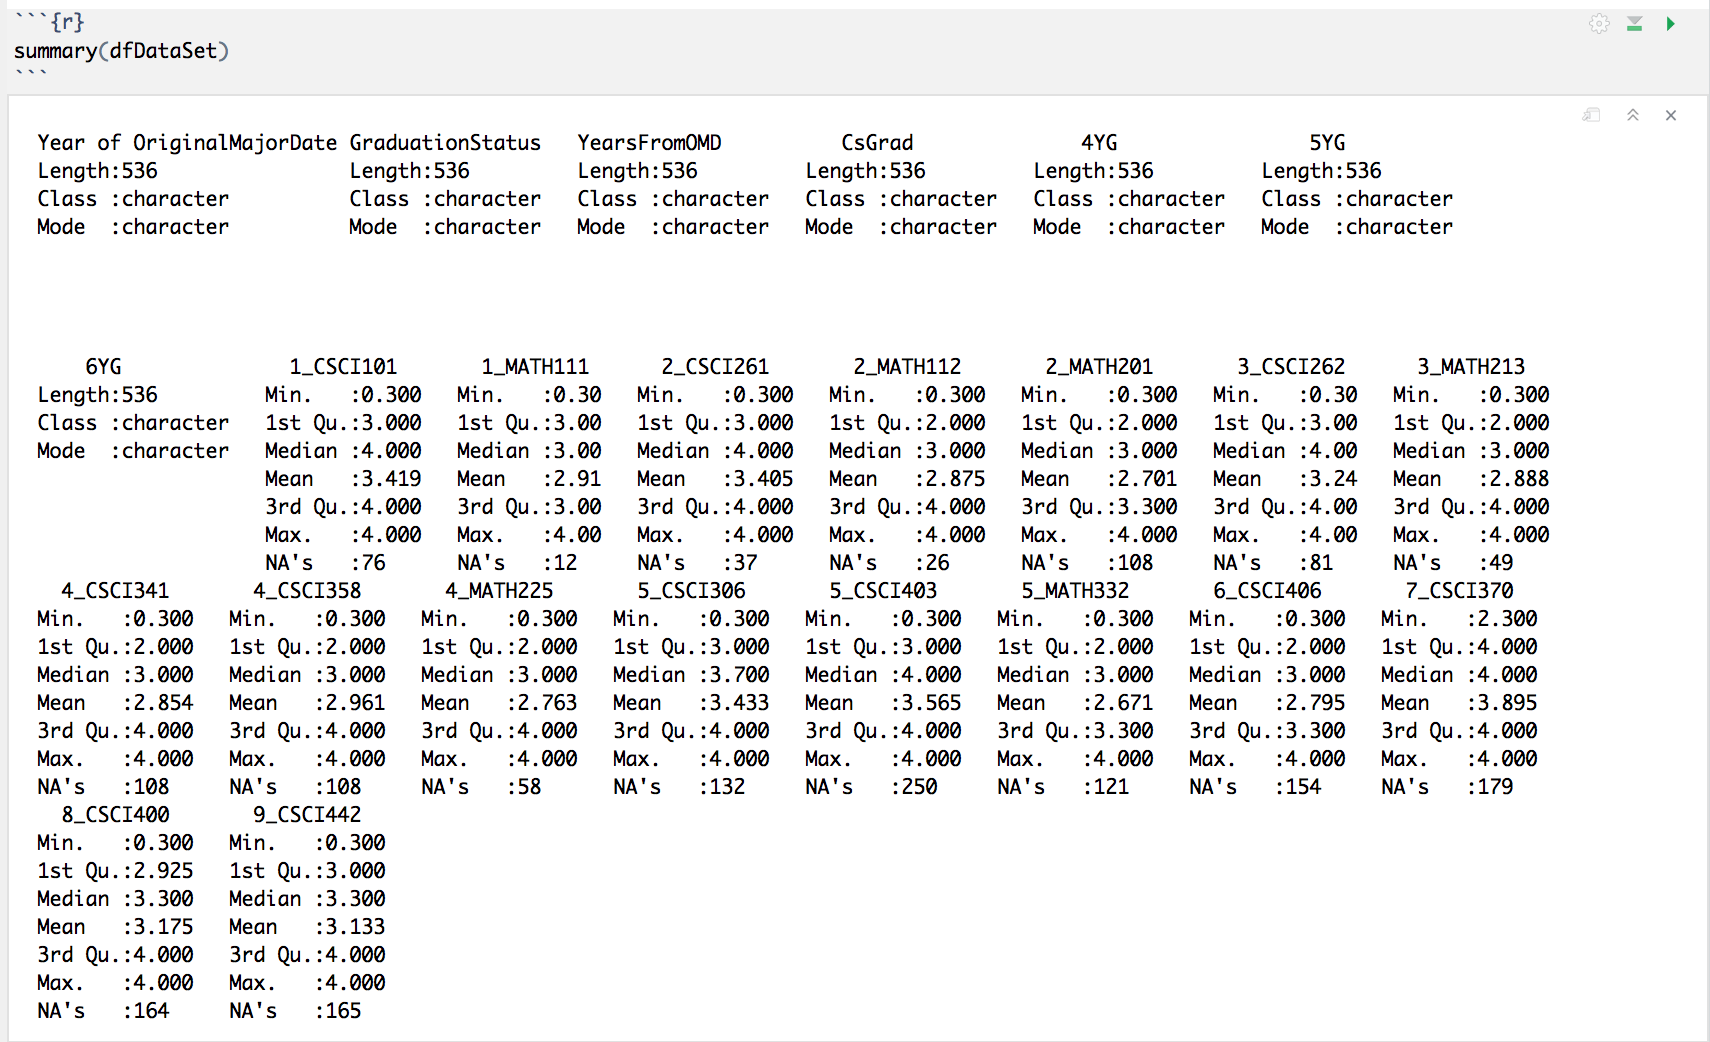 ```{r}
summary(dfDataSet)
```
Year of OriginalMajorDate GraduationStatus   YearsFromOMD          CsGrad              4YG                5YG
Length:536                Length:536         Length:536         Length:536         Length:536         Length:536
Class :character          Class :character   Class :character   Class :character   Class :character   Class :character
Mode  :character          Mode  :character   Mode  :character   Mode  :character   Mode  :character   Mode  :character
    6YG              1_CSCI101       1_MATH111      2_CSCI261       2_MATH112       2_MATH201       3_CSCI262      3_MATH213
Length:536         Min.   :0.300   Min.   :0.30   Min.   :0.300   Min.   :0.300   Min.   :0.300   Min.   :0.30   Min.   :0.300
Class :character   1st Qu.:3.000   1st Qu.:3.00   1st Qu.:3.000   1st Qu.:2.000   1st Qu.:2.000   1st Qu.:3.00   1st Qu.:2.000
Mode  :character   Median :4.000   Median :3.00   Median :4.000   Median :3.000   Median :3.000   Median :4.00   Median :3.000
                   Mean   :3.419   Mean   :2.91   Mean   :3.405   Mean   :2.875   Mean   :2.701   Mean   :3.24   Mean   :2.888
                   3rd Qu.:4.000   3rd Qu.:3.00   3rd Qu.:4.000   3rd Qu.:4.000   3rd Qu.:3.300   3rd Qu.:4.00   3rd Qu.:4.000
                   Max.   :4.000   Max.   :4.00   Max.   :4.000   Max.   :4.000   Max.   :4.000   Max.   :4.00   Max.   :4.000
                   NA's   :76      NA's   :12     NA's   :37      NA's   :26      NA's   :108     NA's   :81     NA's   :49
  4_CSCI341       4_CSCI358       4_MATH225       5_CSCI306       5_CSCI403       5_MATH332       6_CSCI406       7_CSCI370
Min.   :0.300   Min.   :0.300   Min.   :0.300   Min.   :0.300   Min.   :0.300   Min.   :0.300   Min.   :0.300   Min.   :2.300
1st Qu.:2.000   1st Qu.:2.000   1st Qu.:2.000   1st Qu.:3.000   1st Qu.:3.000   1st Qu.:2.000   1st Qu.:2.000   1st Qu.:4.000
Median :3.000   Median :3.000   Median :3.000   Median :3.700   Median :4.000   Median :3.000   Median :3.000   Median :4.000
Mean   :2.854   Mean   :2.961   Mean   :2.763   Mean   :3.433   Mean   :3.565   Mean   :2.671   Mean   :2.795   Mean   :3.895
3rd Qu.:4.000   3rd Qu.:4.000   3rd Qu.:4.000   3rd Qu.:4.000   3rd Qu.:4.000   3rd Qu.:3.300   3rd Qu.:3.300   3rd Qu.:4.000
Max.   :4.000   Max.   :4.000   Max.   :4.000   Max.   :4.000   Max.   :4.000   Max.   :4.000   Max.   :4.000   Max.   :4.000
NA's   :108     NA's   :108     NA's   :58      NA's   :132     NA's   :250     NA's   :121     NA's   :154     NA's   :179
  8_CSCI400       9_CSCI442
Min.   :0.300   Min.   :0.300
1st Qu.:2.925   1st Qu.:3.000
Median :3.300   Median :3.300
Mean   :3.175   Mean   :3.133
3rd Qu.:4.000   3rd Qu.:4.000
Max.   :4.000   Max.   :4.000
NA's   :164     NA's   :165